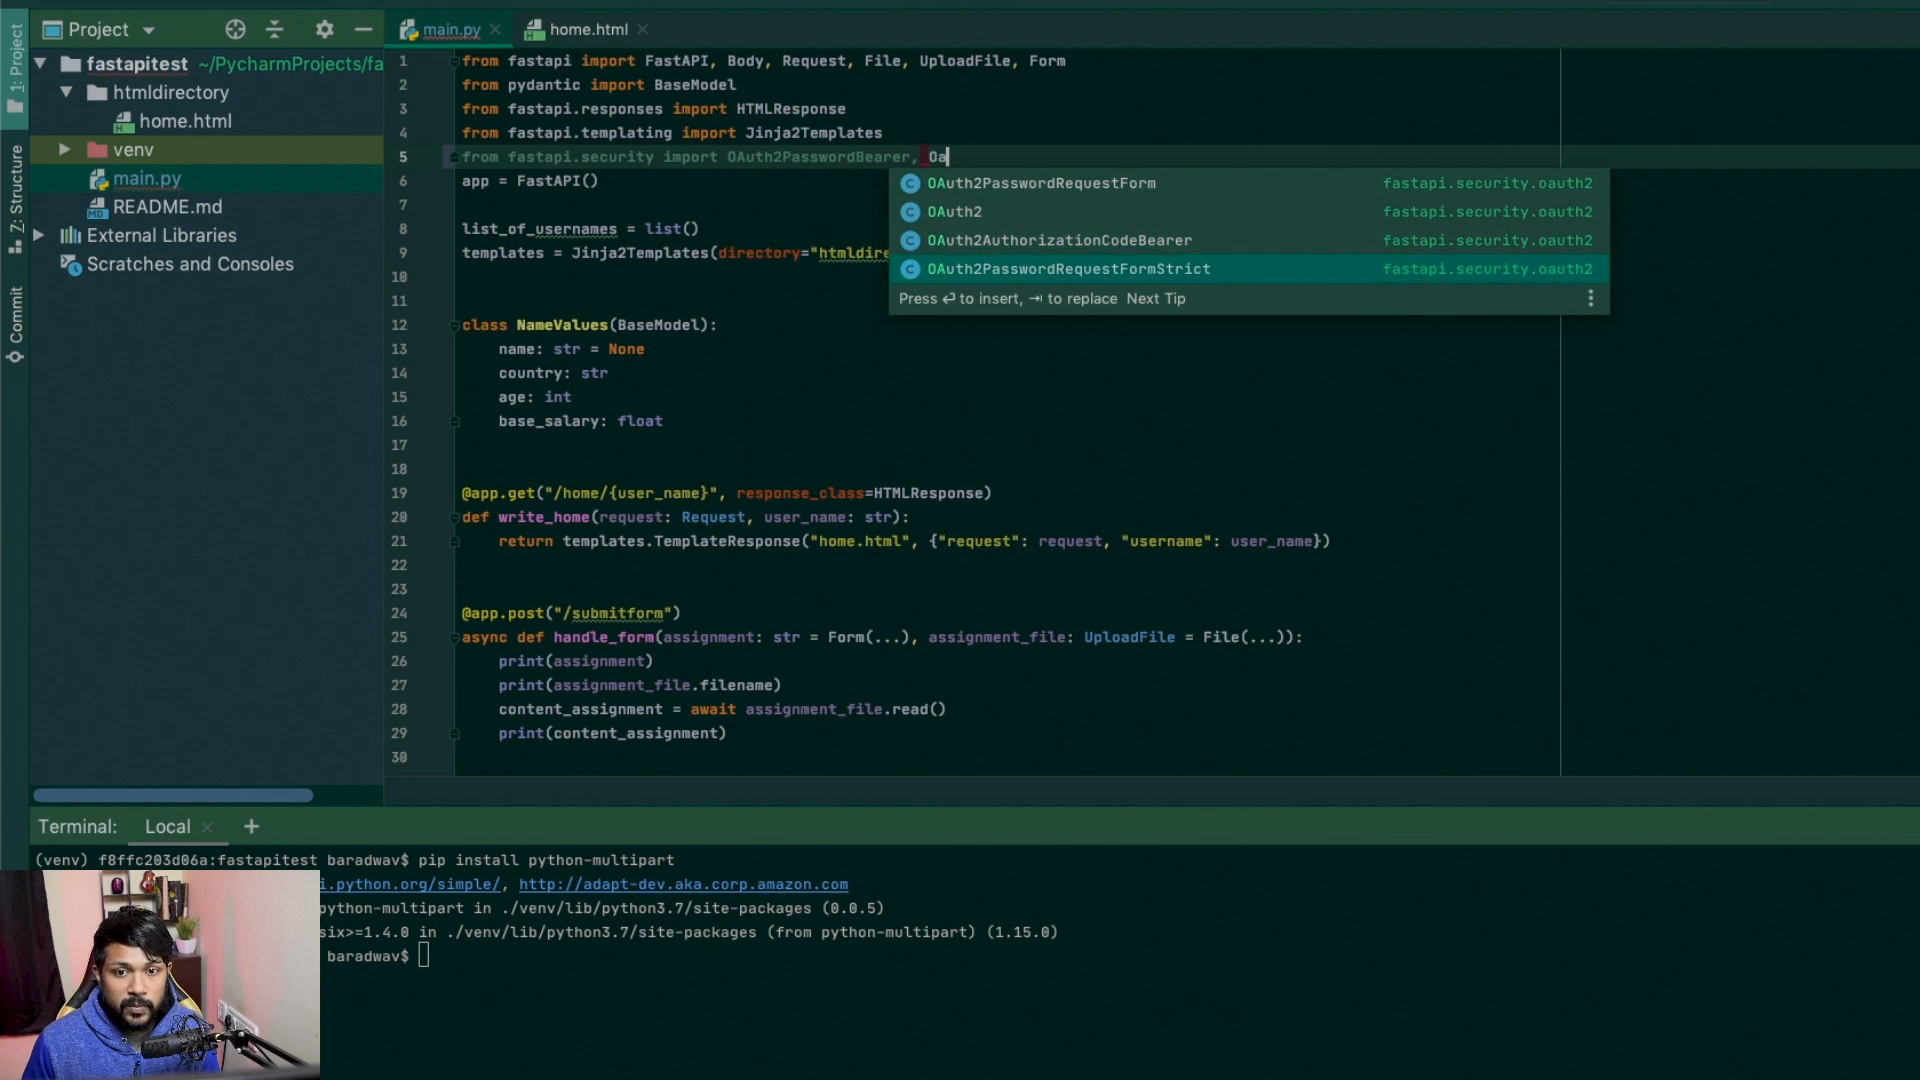 Project
main.py
home.html
1: Project
Z: Structure
Commit
fastapitest ~/PycharmProjects/fa
htmldirectory
home.html
venv
main.py
README.md
External Libraries
Scratches and Consoles
1 from fastapi import FastAPI, Body, Request, File, UploadFile, Form
2 from pydantic import BaseModel
3 from fastapi.responses import HTMLResponse
4 from fastapi.templating import Jinja2Templates
5 from fastapi.security import OAuth2PasswordBearer, Oa
6 app = FastAPI()
7
8 list_of_usernames = list()
9 templates = Jinja2Templates(directory="htmldire
10
11
12 class NameValues(BaseModel):
13 name: str = None
14 country: str
15 age: int
16 base_salary: float
17
18
19 @app.get("/home/{user_name}", response_class=HTMLResponse)
20 def write_home(request: Request, user_name: str):
21 return templates.TemplateResponse("home.html", {"request": request, "username": user_name})
22
23
24 @app.post("/submitform")
25 async def handle_form(assignment: str = Form(...), assignment_file: UploadFile = File(...)):
26 print(assignment)
27 print(assignment_file.filename)
28 content_assignment = await assignment_file.read()
29 print(content_assignment)
30
OAuth2PasswordRequestForm fastapi.security.oauth2
OAuth2 fastapi.security.oauth2
OAuth2AuthorizationCodeBearer fastapi.security.oauth2
OAuth2PasswordRequestFormStrict fastapi.security.oauth2
Press ↩ to insert, ⇥ to replace Next Tip
Terminal: Local +
(venv) f8ffc203d06a:fastapitest baradwav$ pip install python-multipart
i.python.org/simple/, http://adapt-dev.aka.corp.amazon.com
python-multipart in ./venv/lib/python3.7/site-packages (0.0.5)
six>=1.4.0 in ./venv/lib/python3.7/site-packages (from python-multipart) (1.15.0)
baradwav$